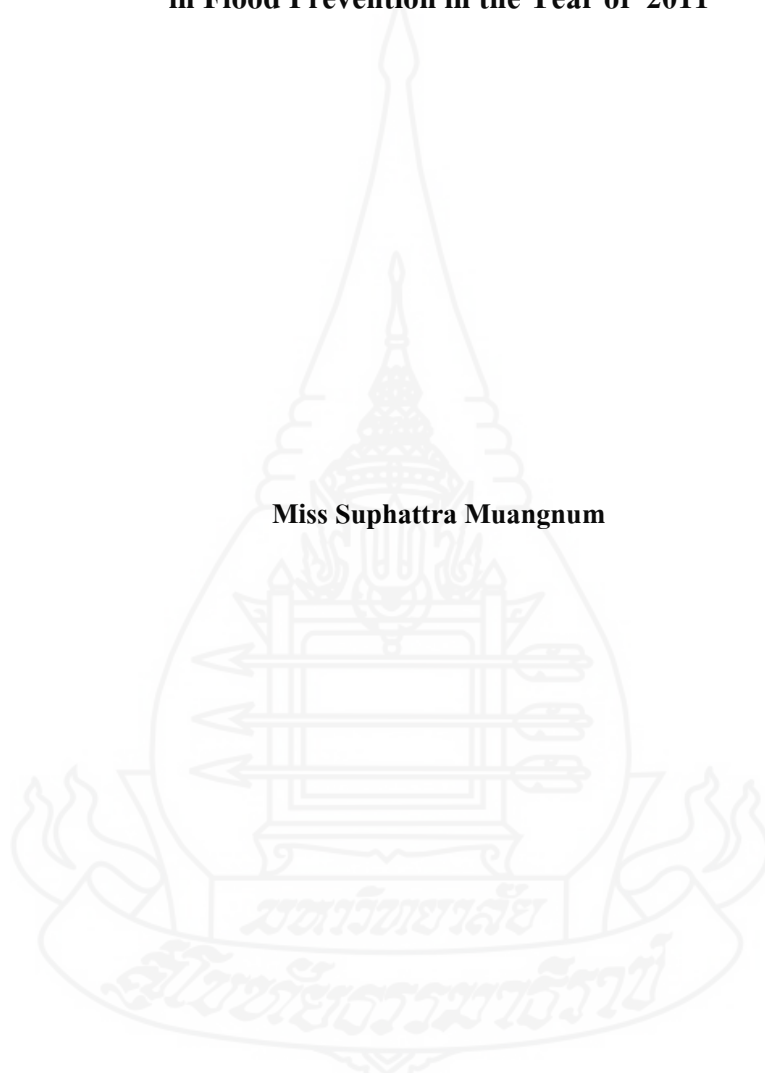 in Flood Prevention in the Year of 2011
Miss Suphattra Muangnum
มหาวิทยาลัย
สุโขทัยธรรมาธิราช